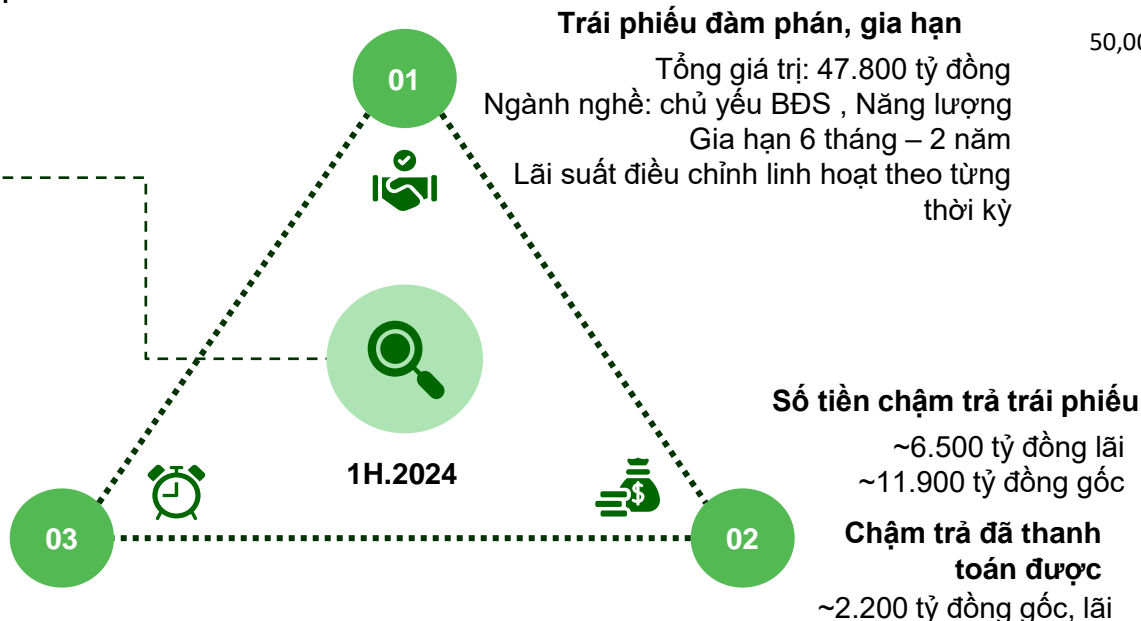 01
Trái phiếu đàm phán, gia hạn
Tổng giá trị: 47.800 tỷ đồng
Ngành nghề: chủ yếu BĐS , Năng lượng
Gia hạn 6 tháng – 2 năm
Lãi suất điều chỉnh linh hoạt theo từng
thời kỳ
1H.2024
$
Số tiền chậm trả trái phiếu
~6.500 tỷ đồng lãi
~11.900 tỷ đồng gốc
03
02
Chậm trả đã thanh
toán được
~2.200 tỷ đồng gốc, lãi